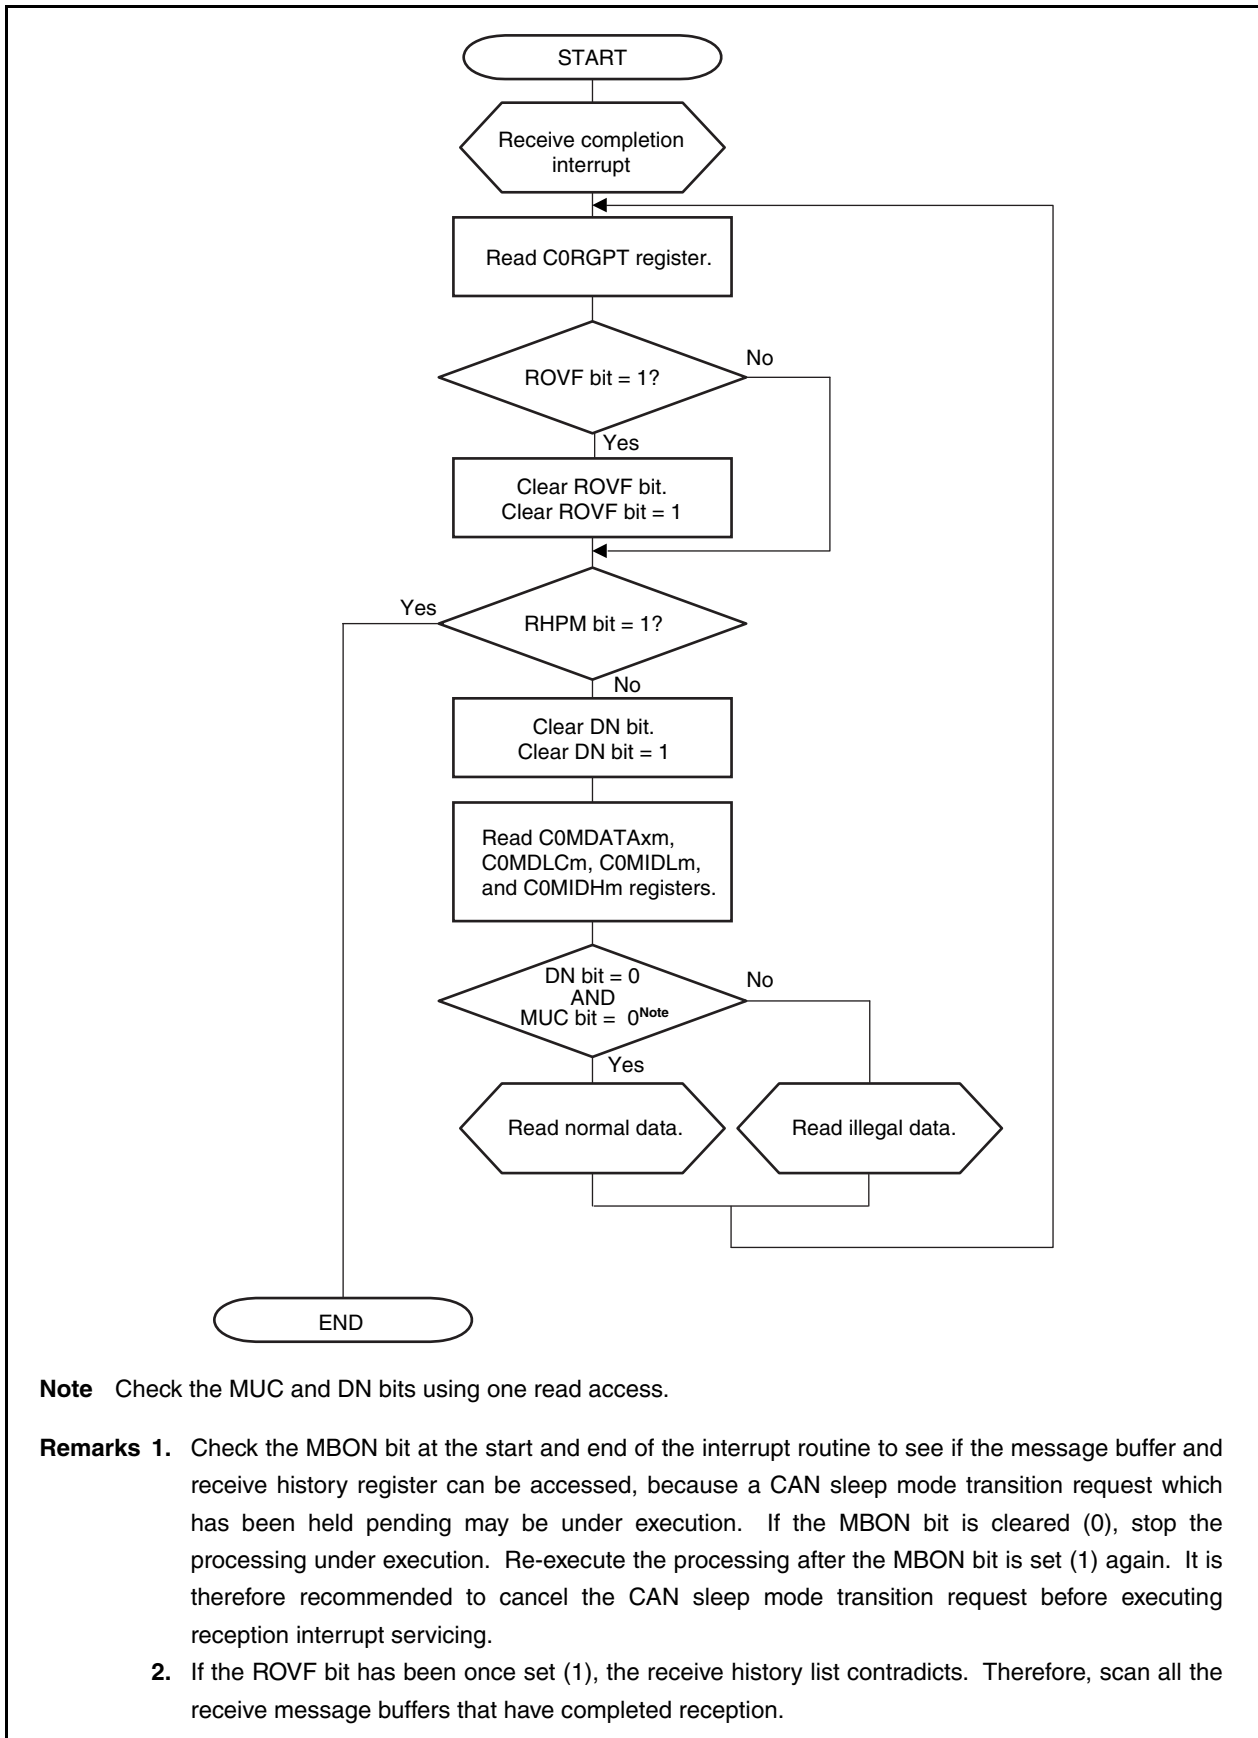 START
Receive completion
interrupt
Read C0RGPT register.
ROVF bit = 1?
No
Yes
Clear ROVF bit.
Clear ROVF bit = 1
Yes
RHPM bit = 1?
No
Clear DN bit.
Clear DN bit = 1
Read C0MDATAxm,
C0MDLCm, C0MIDLm,
and C0MIDHm registers.
DN bit = 0
AND
MUC bit = 0Note
No
Yes
Read normal data.
Read illegal data.
END
Note Check the MUC and DN bits using one read access.
Remarks 1. Check the MBON bit at the start and end of the interrupt routine to see if the message buffer and
receive history register can be accessed, because a CAN sleep mode transition request which
has been held pending may be under execution. If the MBON bit is cleared (0), stop the
processing under execution. Re-execute the processing after the MBON bit is set (1) again. It is
therefore recommended to cancel the CAN sleep mode transition request before executing
reception interrupt servicing.
2. If the ROVF bit has been once set (1), the receive history list contradicts. Therefore, scan all the
receive message buffers that have completed reception.